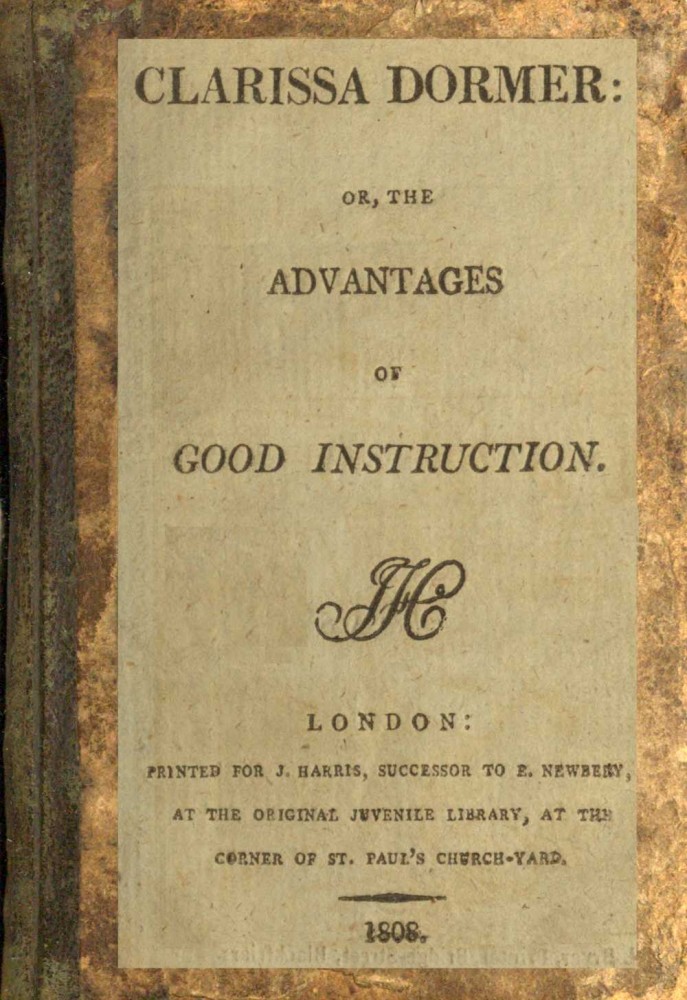 CLARISSA DORMER:
OR, THE
ADVANTAGES
OF
GOOD INSTRUCTION.
JH
LONDON:
PRINTED FOR J. HARRIS, SUCCESSOR TO E. NEWBERY,
AT THE ORIGINAL JUVENILE LIBRARY, AT THE
CORNER OF ST. PAUL'S CHURCH-YARD.
1808.